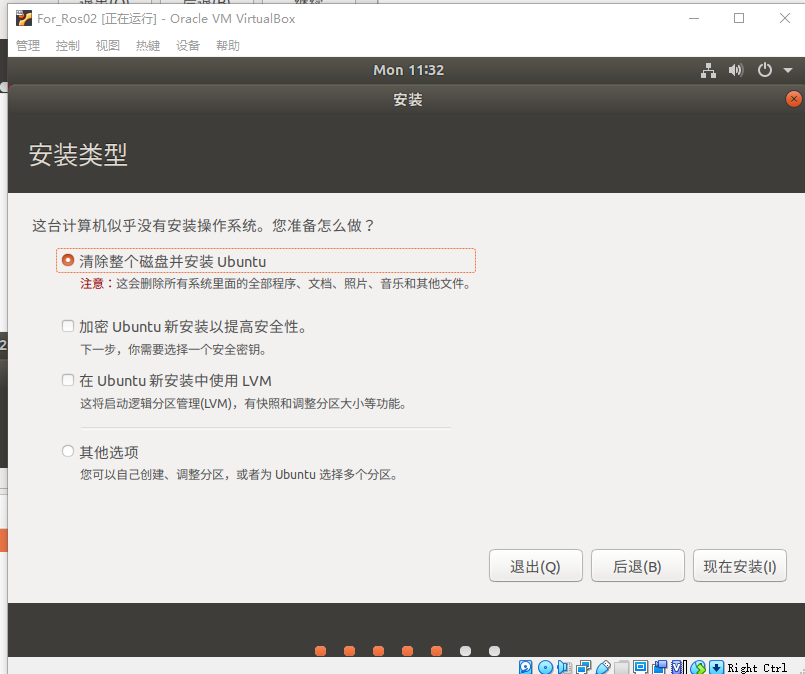 For_Ros02 [正在运行] - Oracle VM VirtualBox
管理 控制 视图 热键 设备 帮助
Mon 11:32
安装
安装类型
这台计算机似乎没有安装操作系统。您准备怎么做？
清除整个磁盘并安装 Ubuntu
注意：这会删除所有系统里面的全部程序、文档、照片、音乐和其他文件。
加密 Ubuntu 新安装以提高安全性。
下一步，你需要选择一个安全密钥。
在 Ubuntu 新安装中使用 LVM
这将启动逻辑分区管理(LVM)，有快照和调整分区大小等功能。
其他选项
您可以自己创建、调整分区，或者为 Ubuntu 选择多个分区。
退出(Q) 后退(B) 现在安装(I)
Right Ctrl